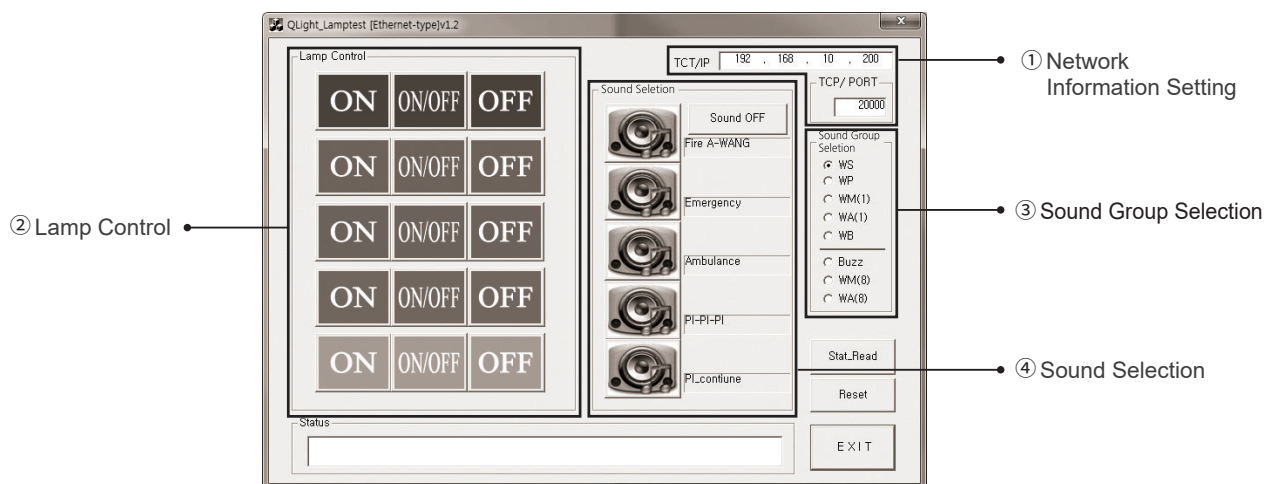 QLight_Lamptest [Ethernet-type]v1.2
x
Lamp Control
ON ON/OFF OFF
ON ON/OFF OFF
ON ON/OFF OFF
ON ON/OFF OFF
ON ON/OFF OFF
TCT/IP 192 . 168 . 10 . 200
TCP/ PORT
20000
Sound Seletion
Sound OFF
Fire A-WANG
Emergency
Ambulance
PI-PI-PI
PI_contiune
Sound Group
Seletion
WS
WP
WM(1)
WA(1)
WB
Buzz
WM(8)
WA(8)
Stat_Read
Reset
EXIT
Status
① Network
Information Setting
② Lamp Control
③ Sound Group Selection
④ Sound Selection